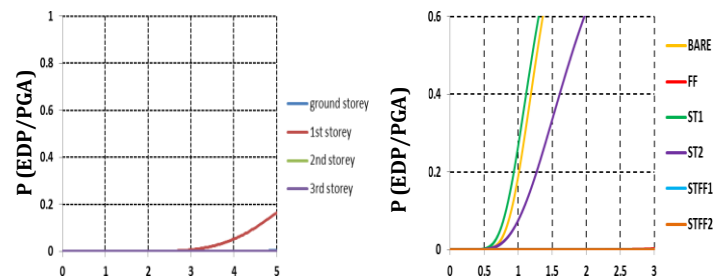 P (EDP/PGA)
1
0.8
0.6
0.4
0.2
0
0 1 2 3 4 5
ground storey
1st storey
2nd storey
3rd storey
P (EDP/PGA)
0.6
0.4
0.2
0
0 0.5 1 1.5 2 2.5 3
BARE
FF
ST1
ST2
STFF1
STFF2